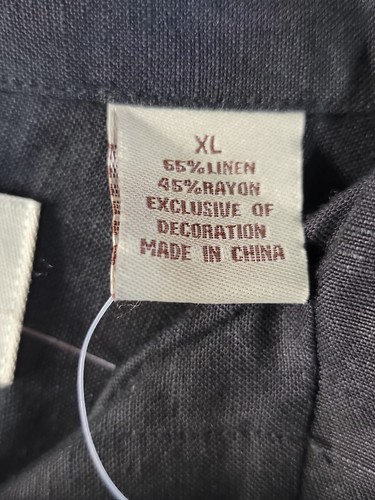 XL
55% LINEN
45% RAYON
EXCLUSIVE OF
DECORATION
MADE IN CHINA